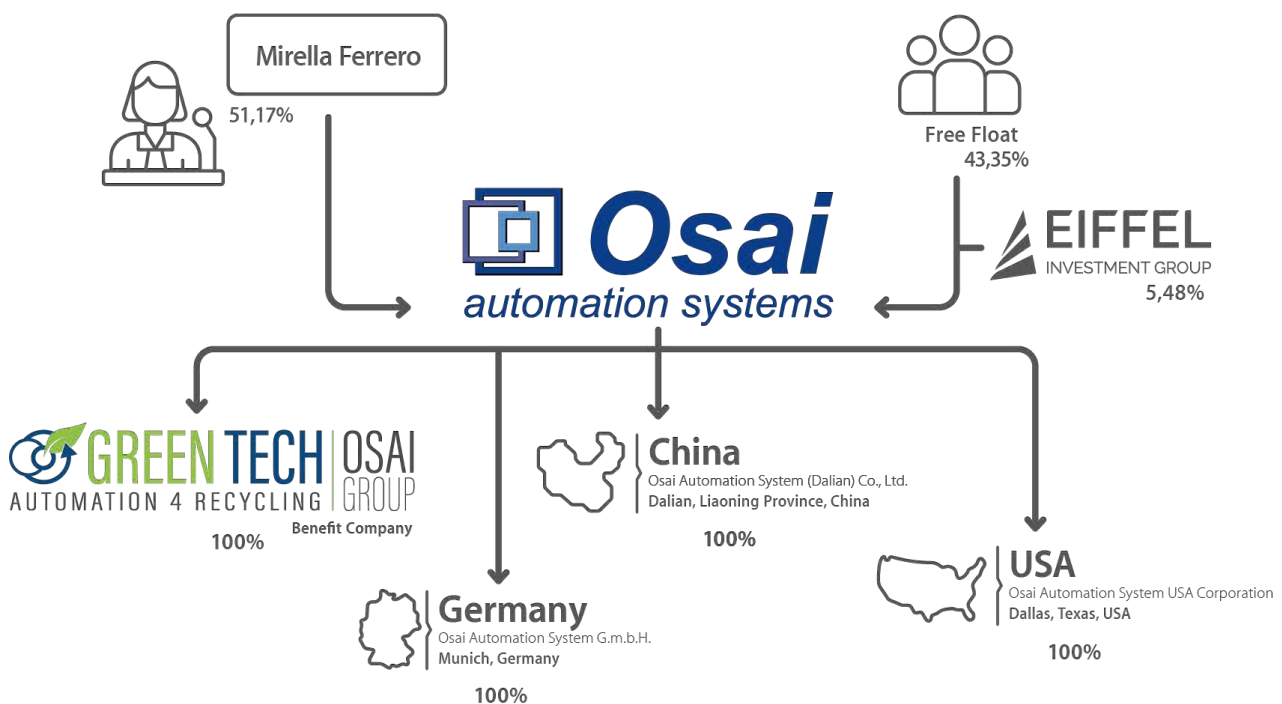 Mirella Ferrero
51,17%
Free Float
43,35%
Osai
automation systems
EIFFEL
INVESTMENT GROUP
5,48%
GREEN TECH
AUTOMATION 4 RECYCLING
OSAI
GROUP
Benefit Company
100%
China
Osai Automation System (Dalian) Co., Ltd.
Dalian, Liaoning Province, China
100%
Germany
Osai Automation System G.m.b.H.
Munich, Germany
100%
USA
Osai Automation System USA Corporation
Dallas, Texas, USA
100%